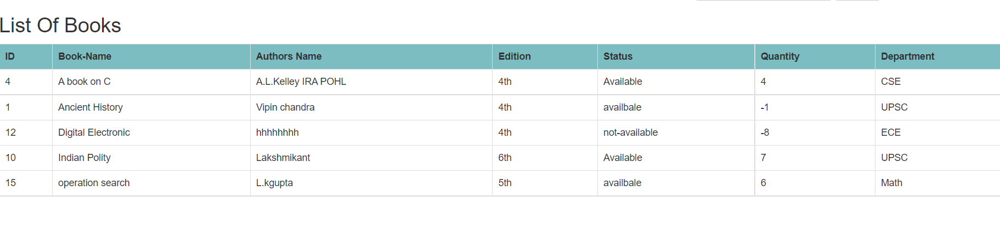 List Of Books
ID Book-Name Authors Name Edition Status Quantity Department
4 A book on C A.L.Kelley IRA POHL 4th Available 4 CSE
1 Ancient History Vipin chandra 4th availbale -1 UPSC
12 Digital Electronic hhhhhhhh 4th not-available -8 ECE
10 Indian Polity Lakshmikant 6th Available 7 UPSC
15 operation search L.kgupta 5th availbale 6 Math